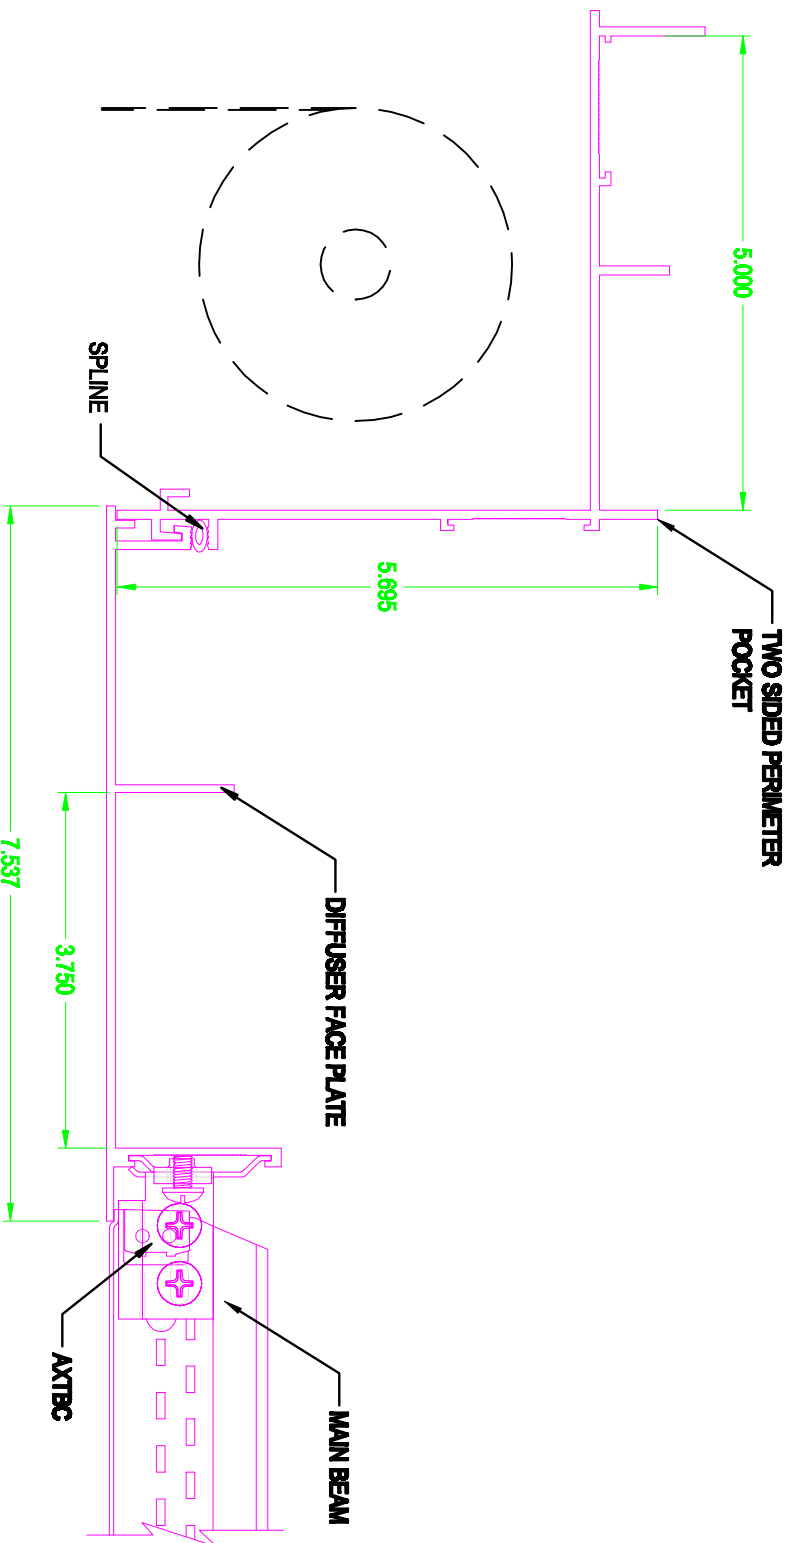 5.000
TWO SIDED PERIMETER
POCKET
SPLINE
5.695
DIFFUSER FACE PLATE
3.750
7.537
MAIN BEAM
AXTBC